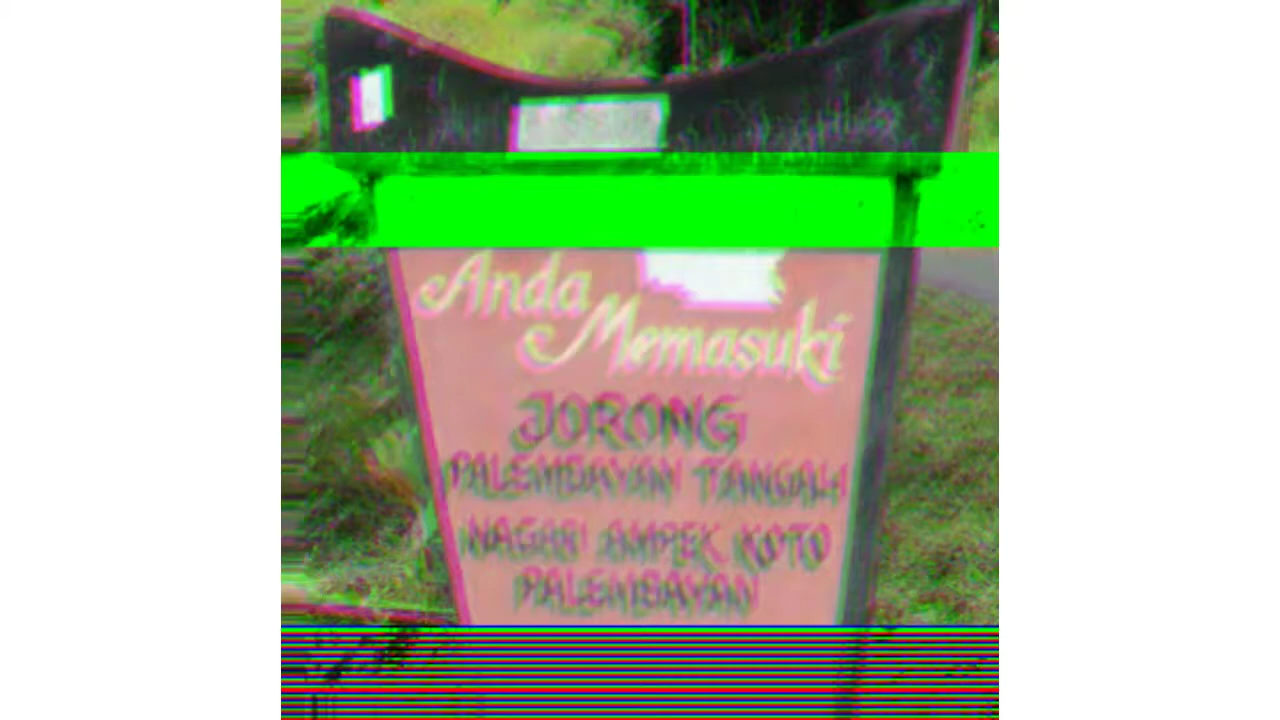 Anda
Memasuki
JORONG
PALEMBAYAN TANGAH
NAGARI AMPEK KOTO
PALEMBAYAN